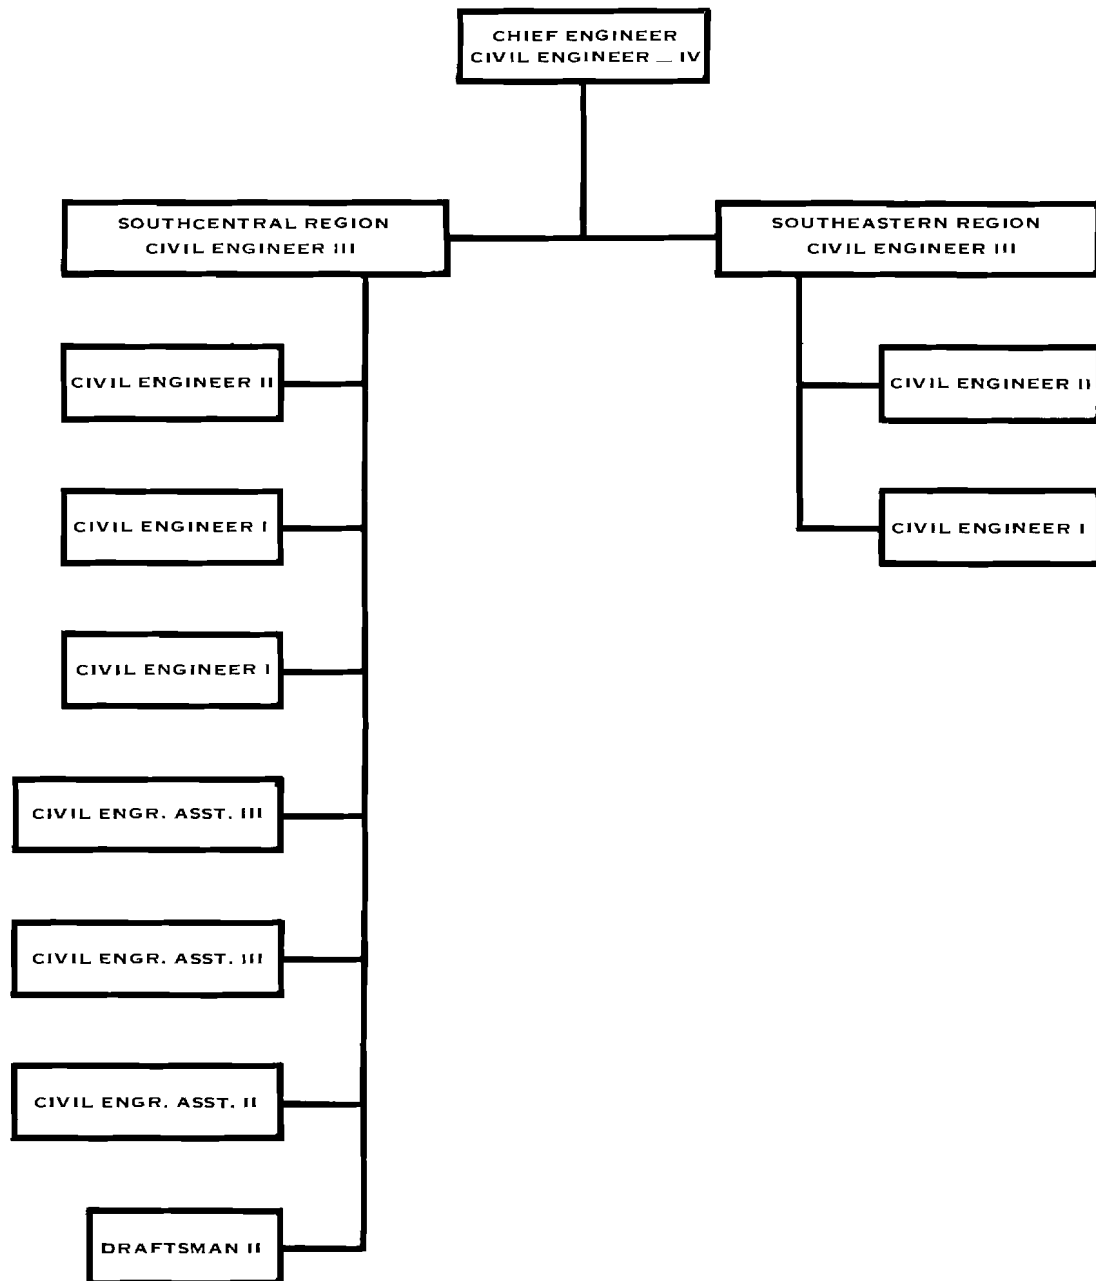 CHIEF ENGINEER
CIVIL ENGINEER _ IV
SOUTHCENTRAL REGION
CIVIL ENGINEER III
SOUTHEASTERN REGION
CIVIL ENGINEER III
CIVIL ENGINEER II
CIVIL ENGINEER II
CIVIL ENGINEER I
CIVIL ENGINEER I
CIVIL ENGINEER I
CIVIL ENGR. ASST. III
CIVIL ENGR. ASST. III
CIVIL ENGR. ASST. II
DRAFTSMAN II